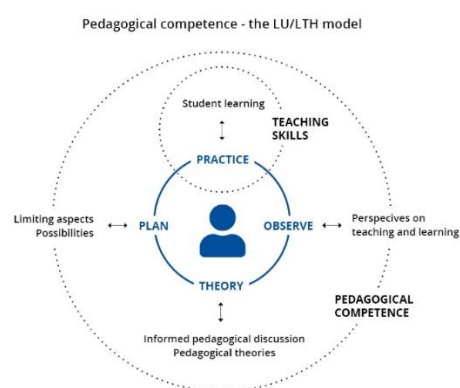 Pedagogical competence - the LU/LTH model
Student learning
TEACHING
SKILLS
PRACTICE
Limiting aspects
Possibilities
PLAN
OBSERVE
Perspecives on
teaching and learning
THEORY
PEDAGOGICAL
COMPETENCE
Informed pedagogical discussion
Pedagogical theories